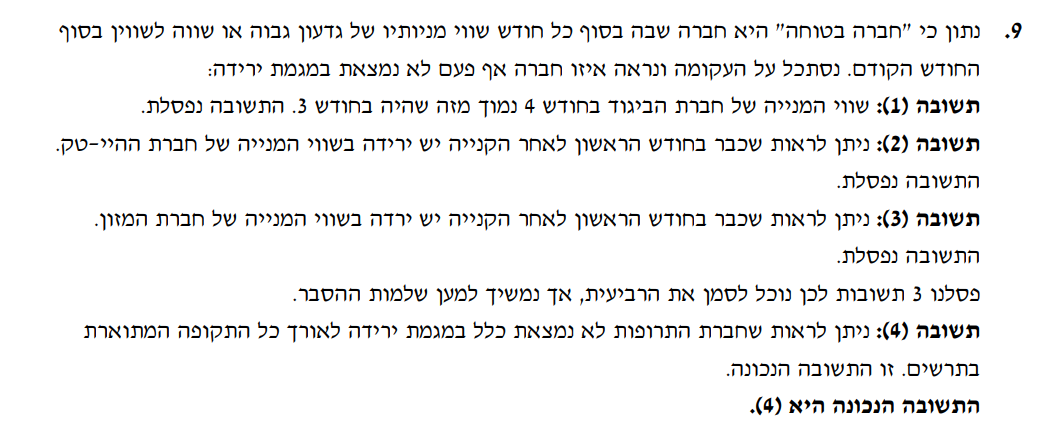 9. נתון כי "חברה בטוחה" היא חברה שבה בסוף כל חודש שווי מניותיו של גדעון גבוה או שווה לשווין בסוף
החודש הקודם. נסתכל על העקומה ונראה איזו חברה אף פעם לא נמצאת במגמת ירידה:
תשובה (1): שווי המנייה של חברת הביגוד בחודש 4 נמוך מזה שהיה בחודש 3. התשובה נפסלת.
תשובה (2): ניתן לראות שכבר בחודש הראשון לאחר הקנייה יש ירידה בשווי המנייה של חברת ההיי-טק.
התשובה נפסלת.
תשובה (3): ניתן לראות שכבר בחודש הראשון לאחר הקנייה יש ירדה בשווי המנייה של חברת המזון.
התשובה נפסלת.
פסלנו 3 תשובות לכן נוכל לסמן את הרביעית, אך נמשיך למען שלמות ההסבר.
תשובה (4): ניתן לראות שחברת התרופות לא נמצאת כלל במגמת ירידה לאורך כל התקופה המתוארת
בתרשים. זו התשובה הנכונה.
התשובה הנכונה היא (4).